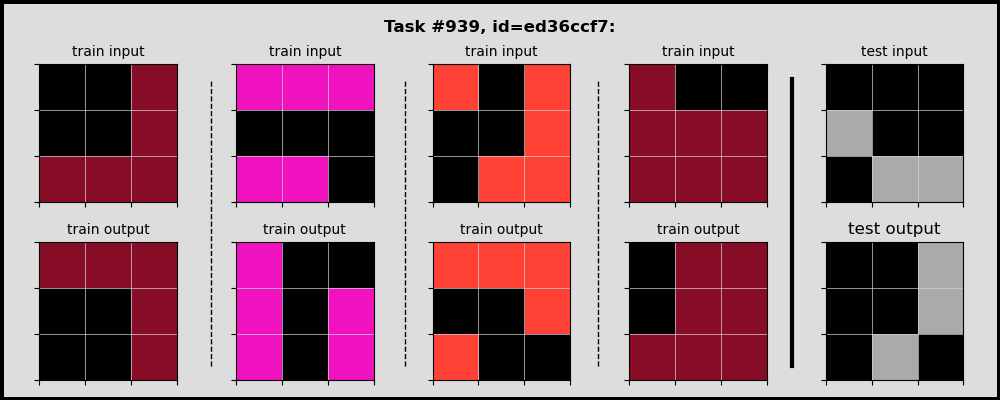 Task #939, id=ed36ccf7:
train input train input train input train input test input
train output train output train output train output test output